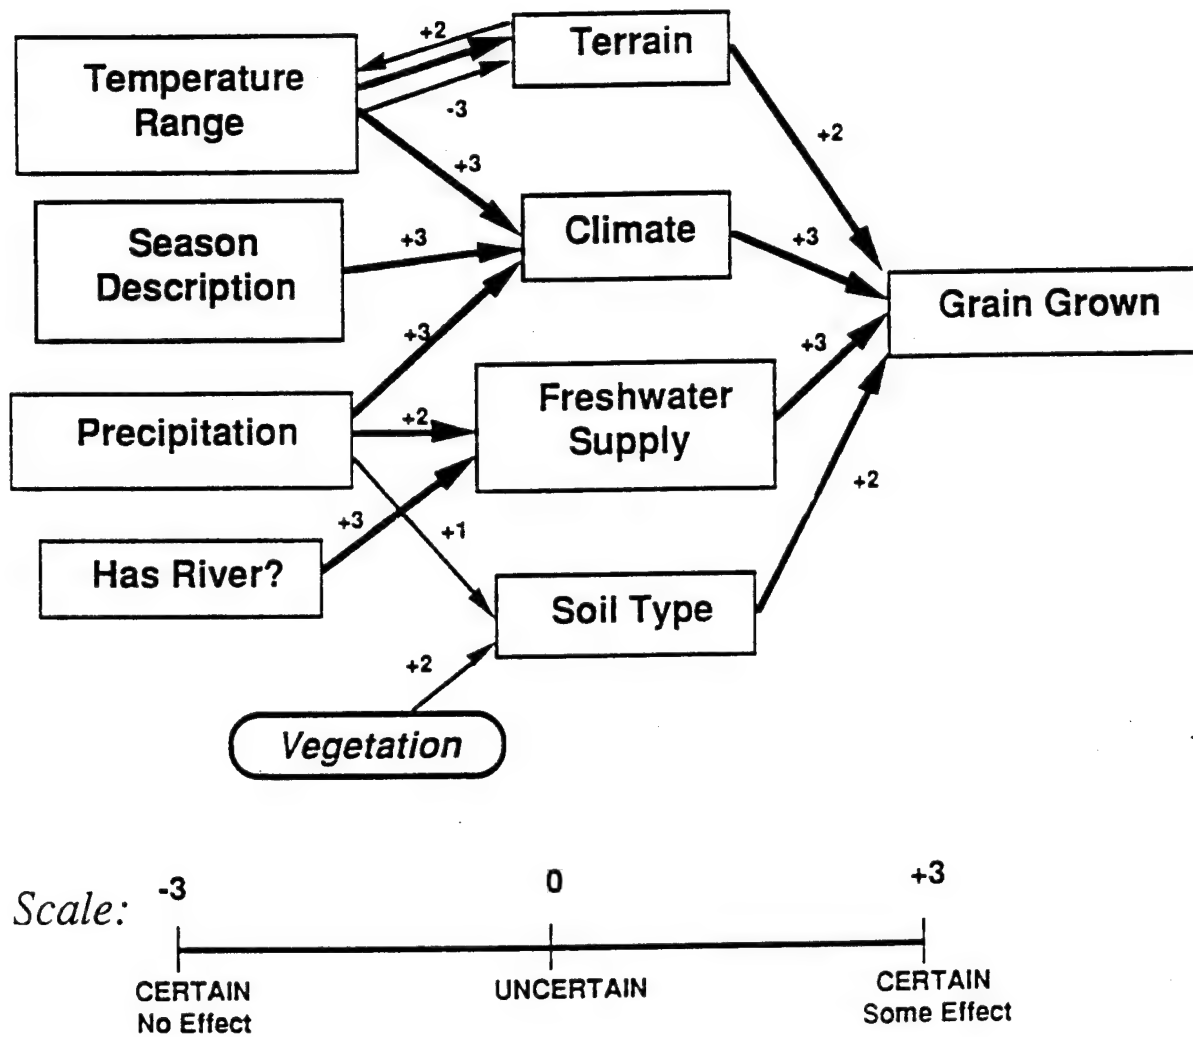 +2
Terrain
Temperature
Range
-3
+2
+3
Season
Description
+3
Climate
+3
Grain Grown
+3
+3
Precipitation
+2
Freshwater
Supply
+2
+3
+1
Has River?
Soil Type
+2
Vegetation
Scale:
-3
0
+3
CERTAIN
No Effect
UNCERTAIN
CERTAIN
Some Effect